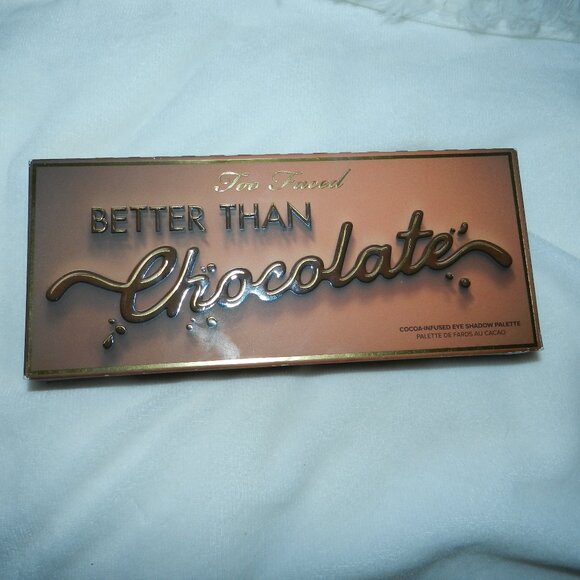 Too Faced
BETTER THAN
Chocolate
COCOA-INFUSED EYE SHADOW PALETTE
PALETTE DE FARDS AU CACAO